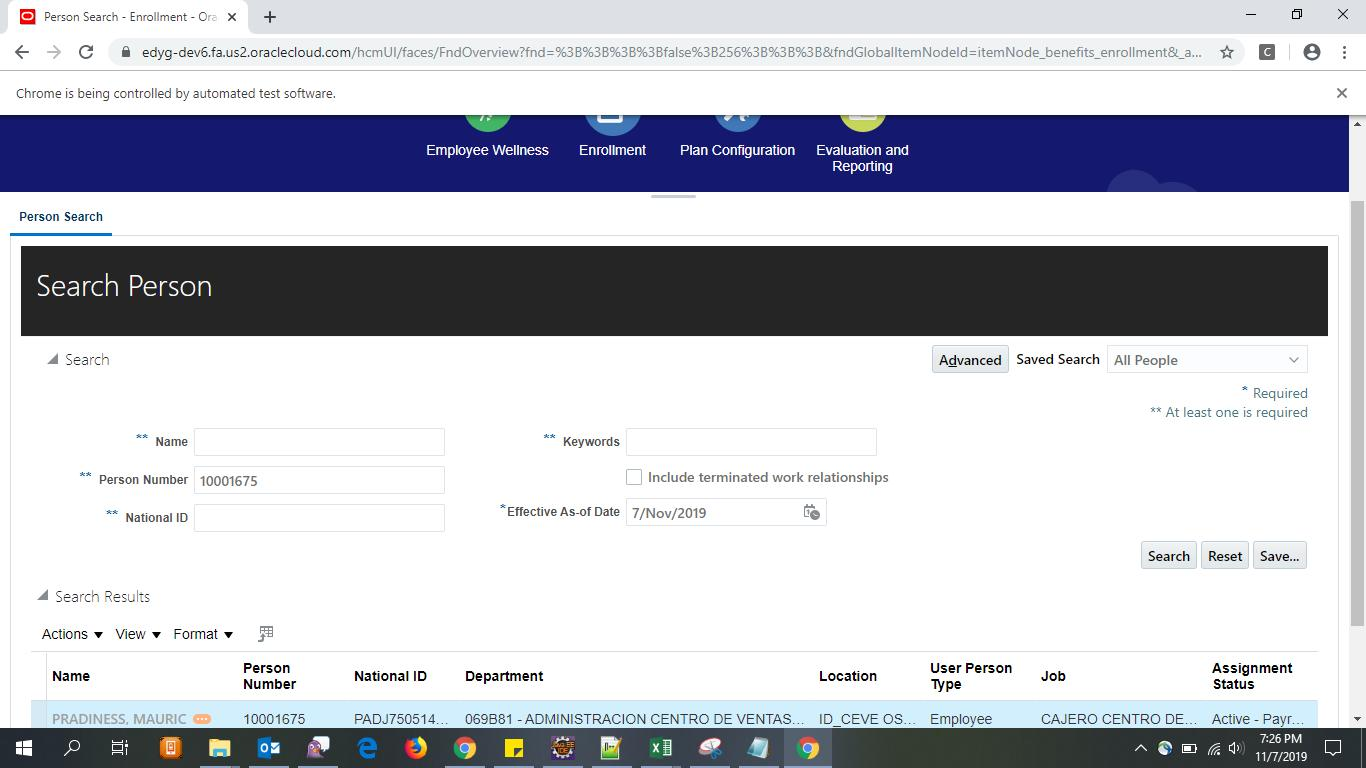 Person Search - Enrollment - Ora
edyg-dev6.fa.us2.oraclecloud.com/hcmUI/faces/FndOverview?fnd=%3B%3B%3B%3Bfalse%3B256%3B%3B%3B&fndGlobalItemNodeId=itemNode_benefits_enrollment&_a...
Chrome is being controlled by automated test software.
Employee Wellness Enrollment Plan Configuration Evaluation and
Reporting
Person Search
Search Person
Search Advanced Saved Search All People
* Required
** At least one is required
** Name ** Keywords
** Person Number 10001675 Include terminated work relationships
** National ID *Effective As-of Date 7/Nov/2019
Search Reset Save...
Search Results
Actions View Format
Name Person Number National ID Department Location User Person Type Job Assignment Status
PRADINESS, MAURIC 10001675 PADJ750514... 069B81 - ADMINISTRACION CENTRO DE VENTAS... ID_CEVE OS... Employee CAJERO CENTRO DE... Active - Payr...
7:26 PM
11/7/2019